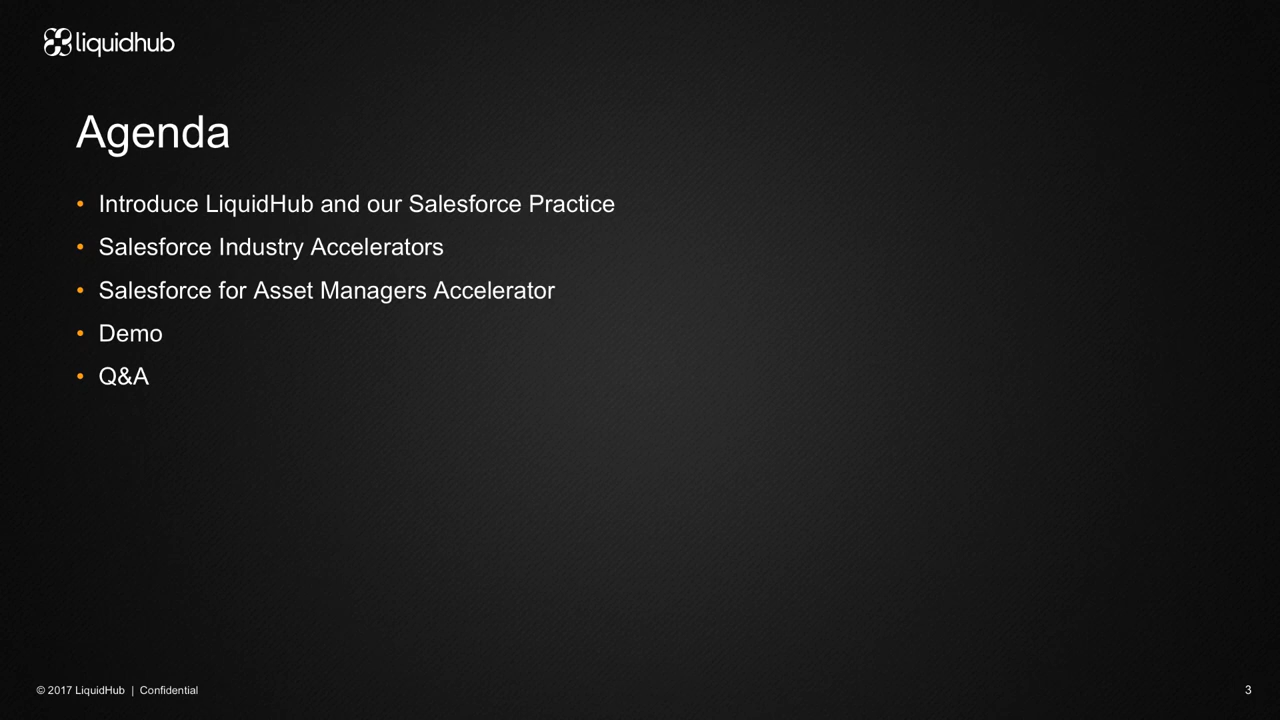 liquidhub
Agenda
• Introduce LiquidHub and our Salesforce Practice
• Salesforce Industry Accelerators
• Salesforce for Asset Managers Accelerator
• Demo
• Q&A
© 2017 LiquidHub | Confidential
3